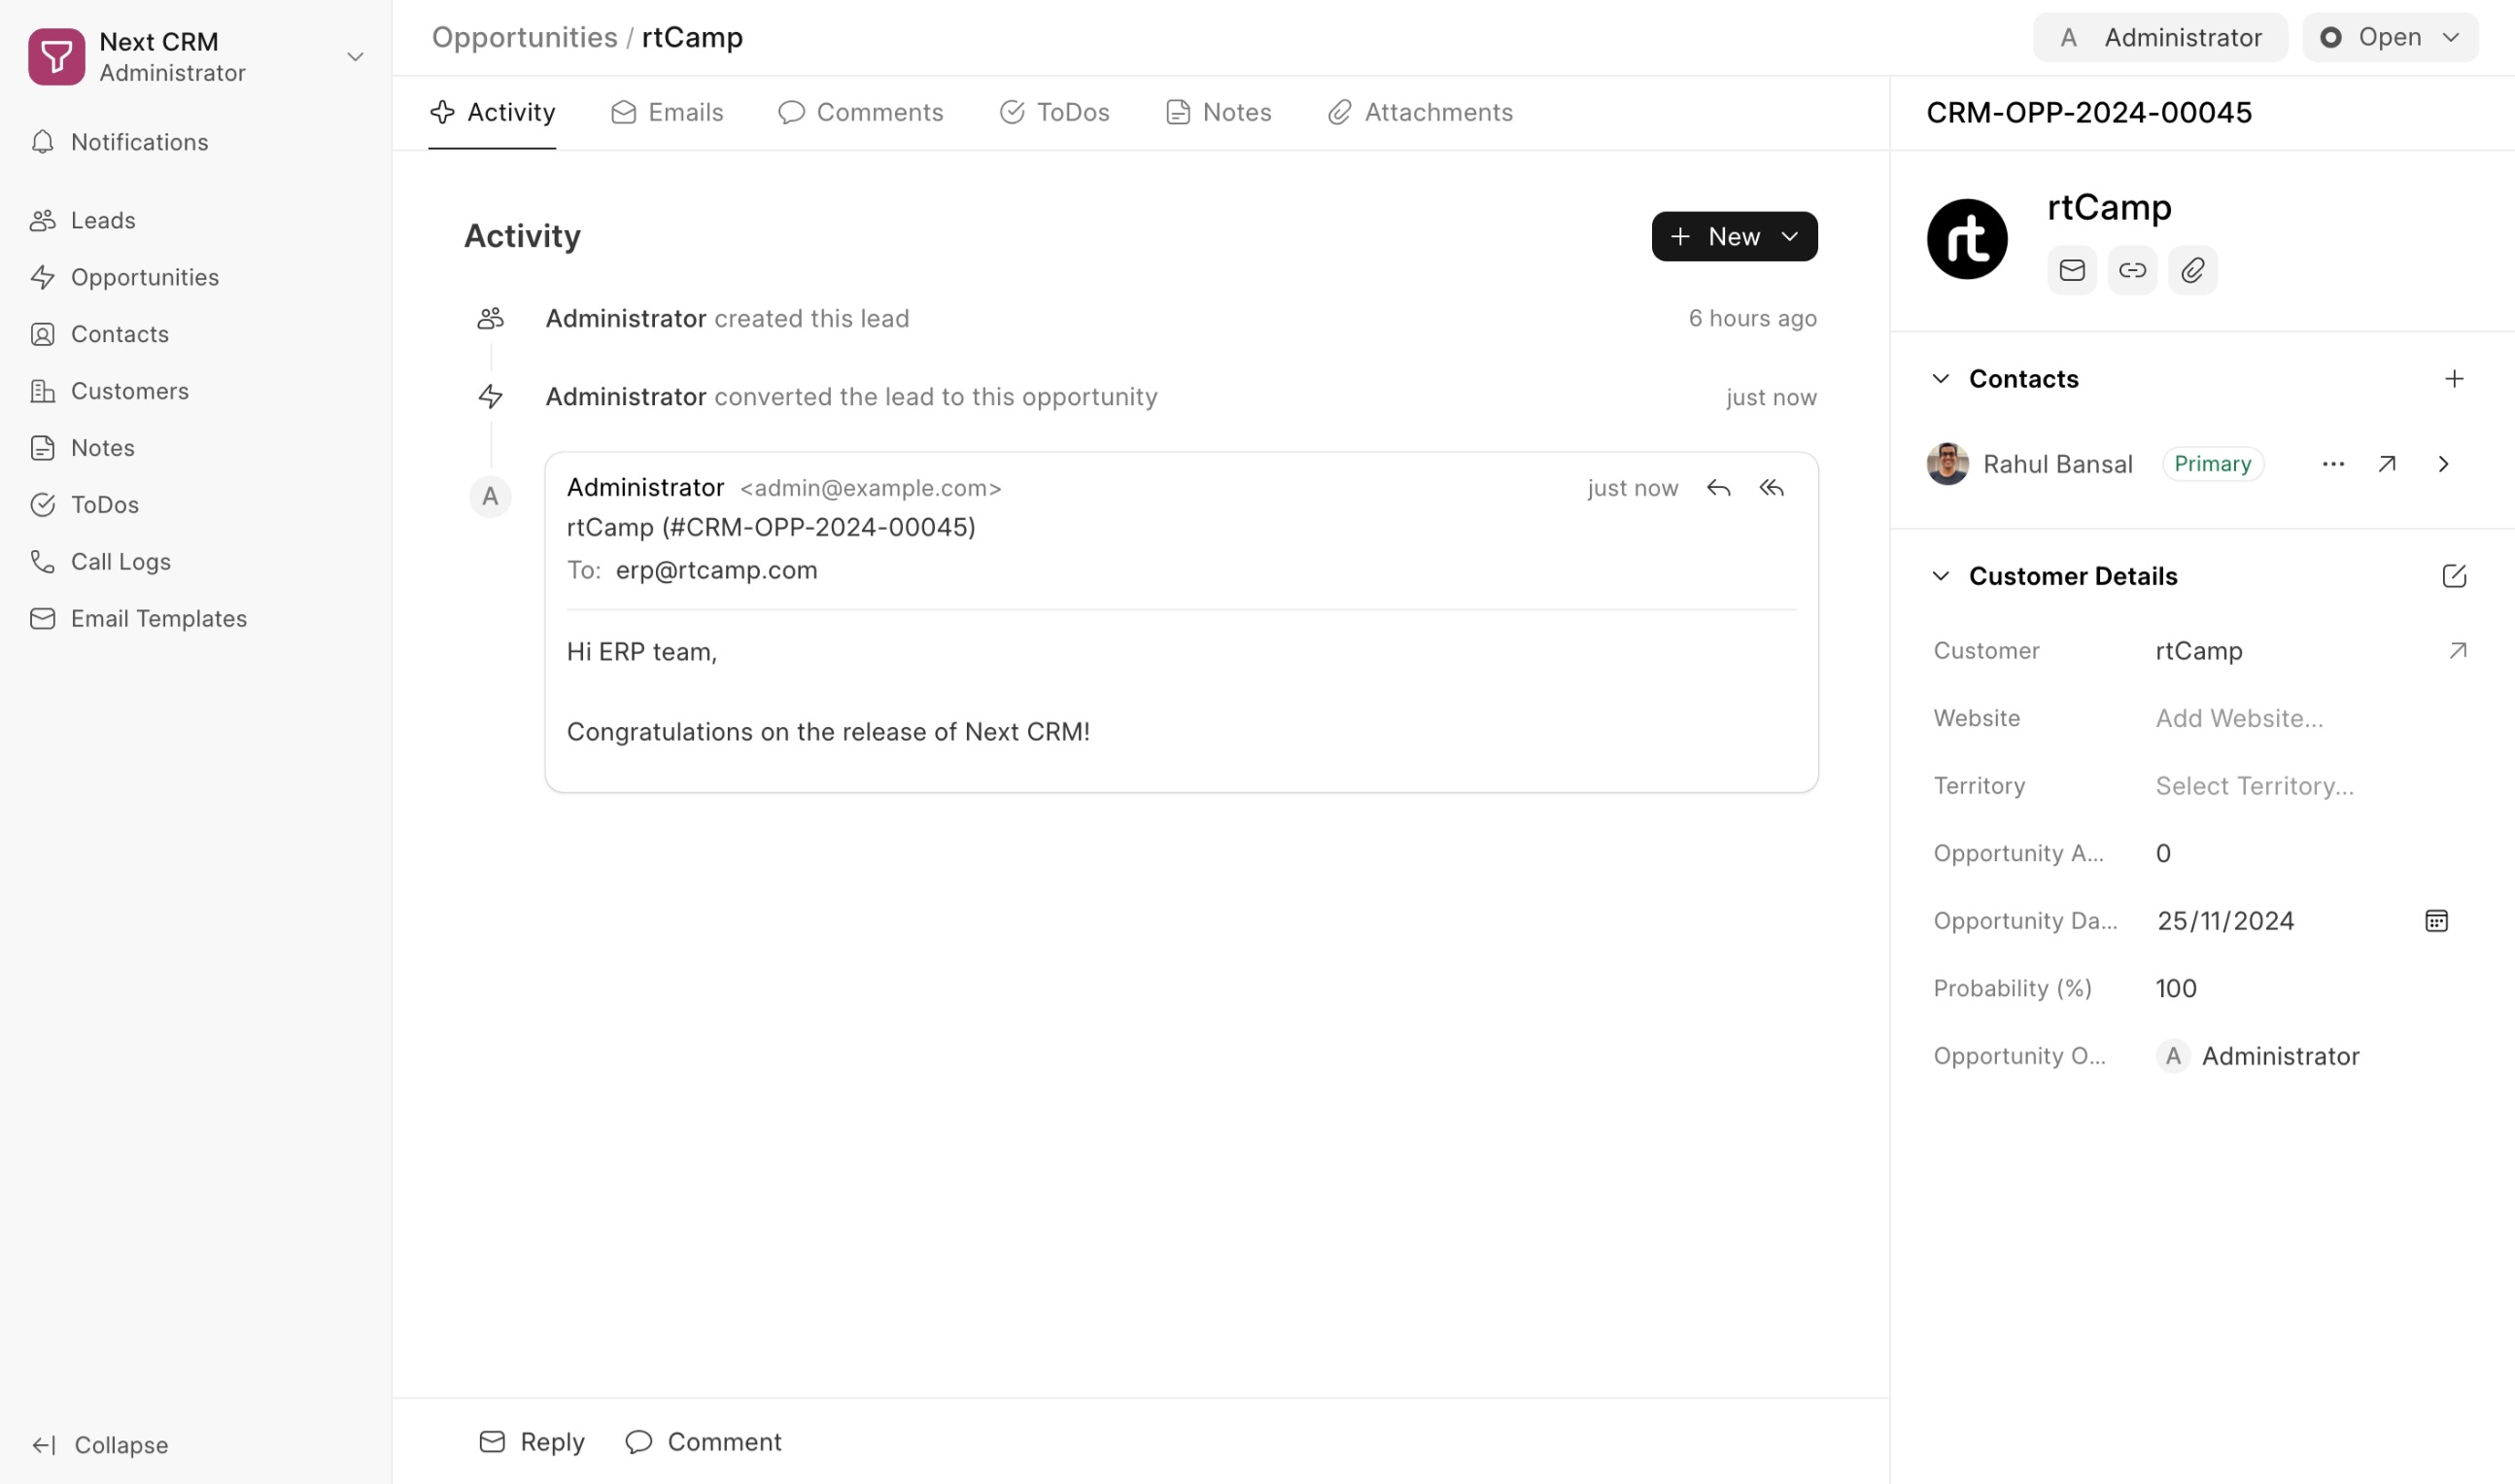 Next CRM
Administrator
Notifications
Leads
Opportunities
Contacts
Customers
Notes
ToDos
Call Logs
Email Templates
Collapse
Opportunities / rtCamp
A Administrator
Open
Activity
Emails
Comments
ToDos
Notes
Attachments
Activity
+ New
Administrator created this lead
6 hours ago
Administrator converted the lead to this opportunity
just now
A
Administrator <admin@example.com>
just now
rtCamp (#CRM-OPP-2024-00045)
To: erp@rtcamp.com
Hi ERP team,
Congratulations on the release of Next CRM!
Reply
Comment
CRM-OPP-2024-00045
rt
rtCamp
Contacts
Rahul Bansal
Primary
Customer Details
Customer rtCamp
Website Add Website...
Territory Select Territory...
Opportunity A... 0
Opportunity Da... 25/11/2024
Probability (%) 100
Opportunity O... A Administrator